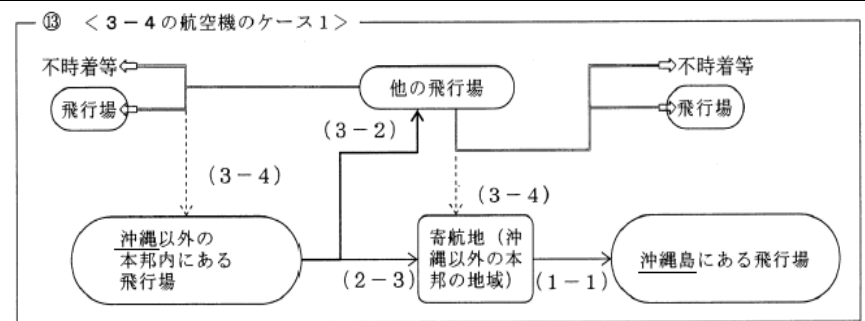 ⑬ <3-4の航空機のケース1>
不時着等
他の飛行場
不時着等
飛行場
飛行場
(3-2)
(3-4)
(3-4)
沖縄以外の
本邦内にある
飛行場
寄航地(沖
縄以外の本
邦の地域)
沖縄島にある飛行場
(2-3)
(1-1)